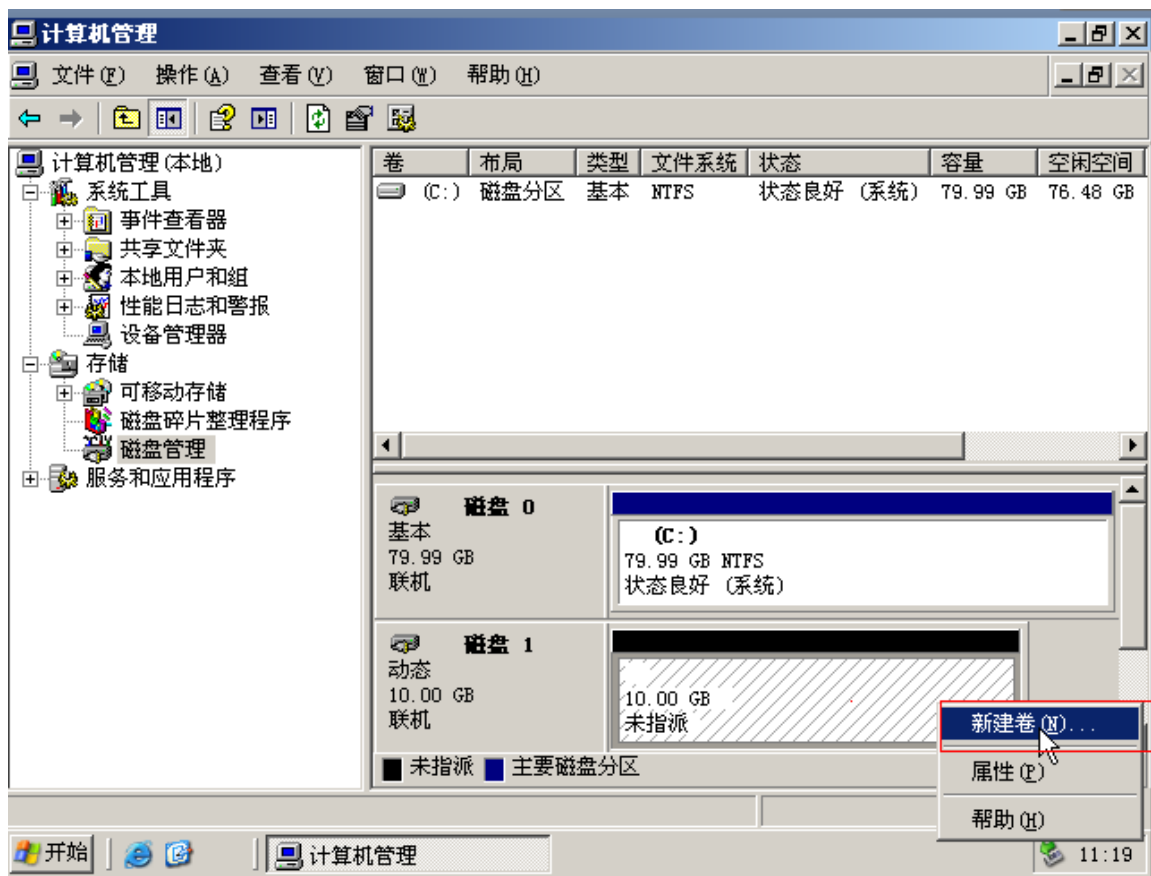 计算机管理
文件(F) 操作(A) 查看(V) 窗口(W) 帮助(H)
计算机管理(本地)
系统工具
事件查看器
共享文件夹
本地用户和组
性能日志和警报
设备管理器
存储
可移动存储
磁盘碎片整理程序
磁盘管理
服务和应用程序
卷 布局 类型 文件系统 状态 容量 空闲空间
(C:) 磁盘分区 基本 NTFS 状态良好 (系统) 79.99 GB 76.48 GB
磁盘 0
基本
79.99 GB
联机
(C:)
79.99 GB NTFS
状态良好 (系统)
磁盘 1
动态
10.00 GB
联机
10.00 GB
未指派
未指派 主要磁盘分区
新建卷(N)...
属性(P)
帮助(H)
开始 计算机管理 11:19